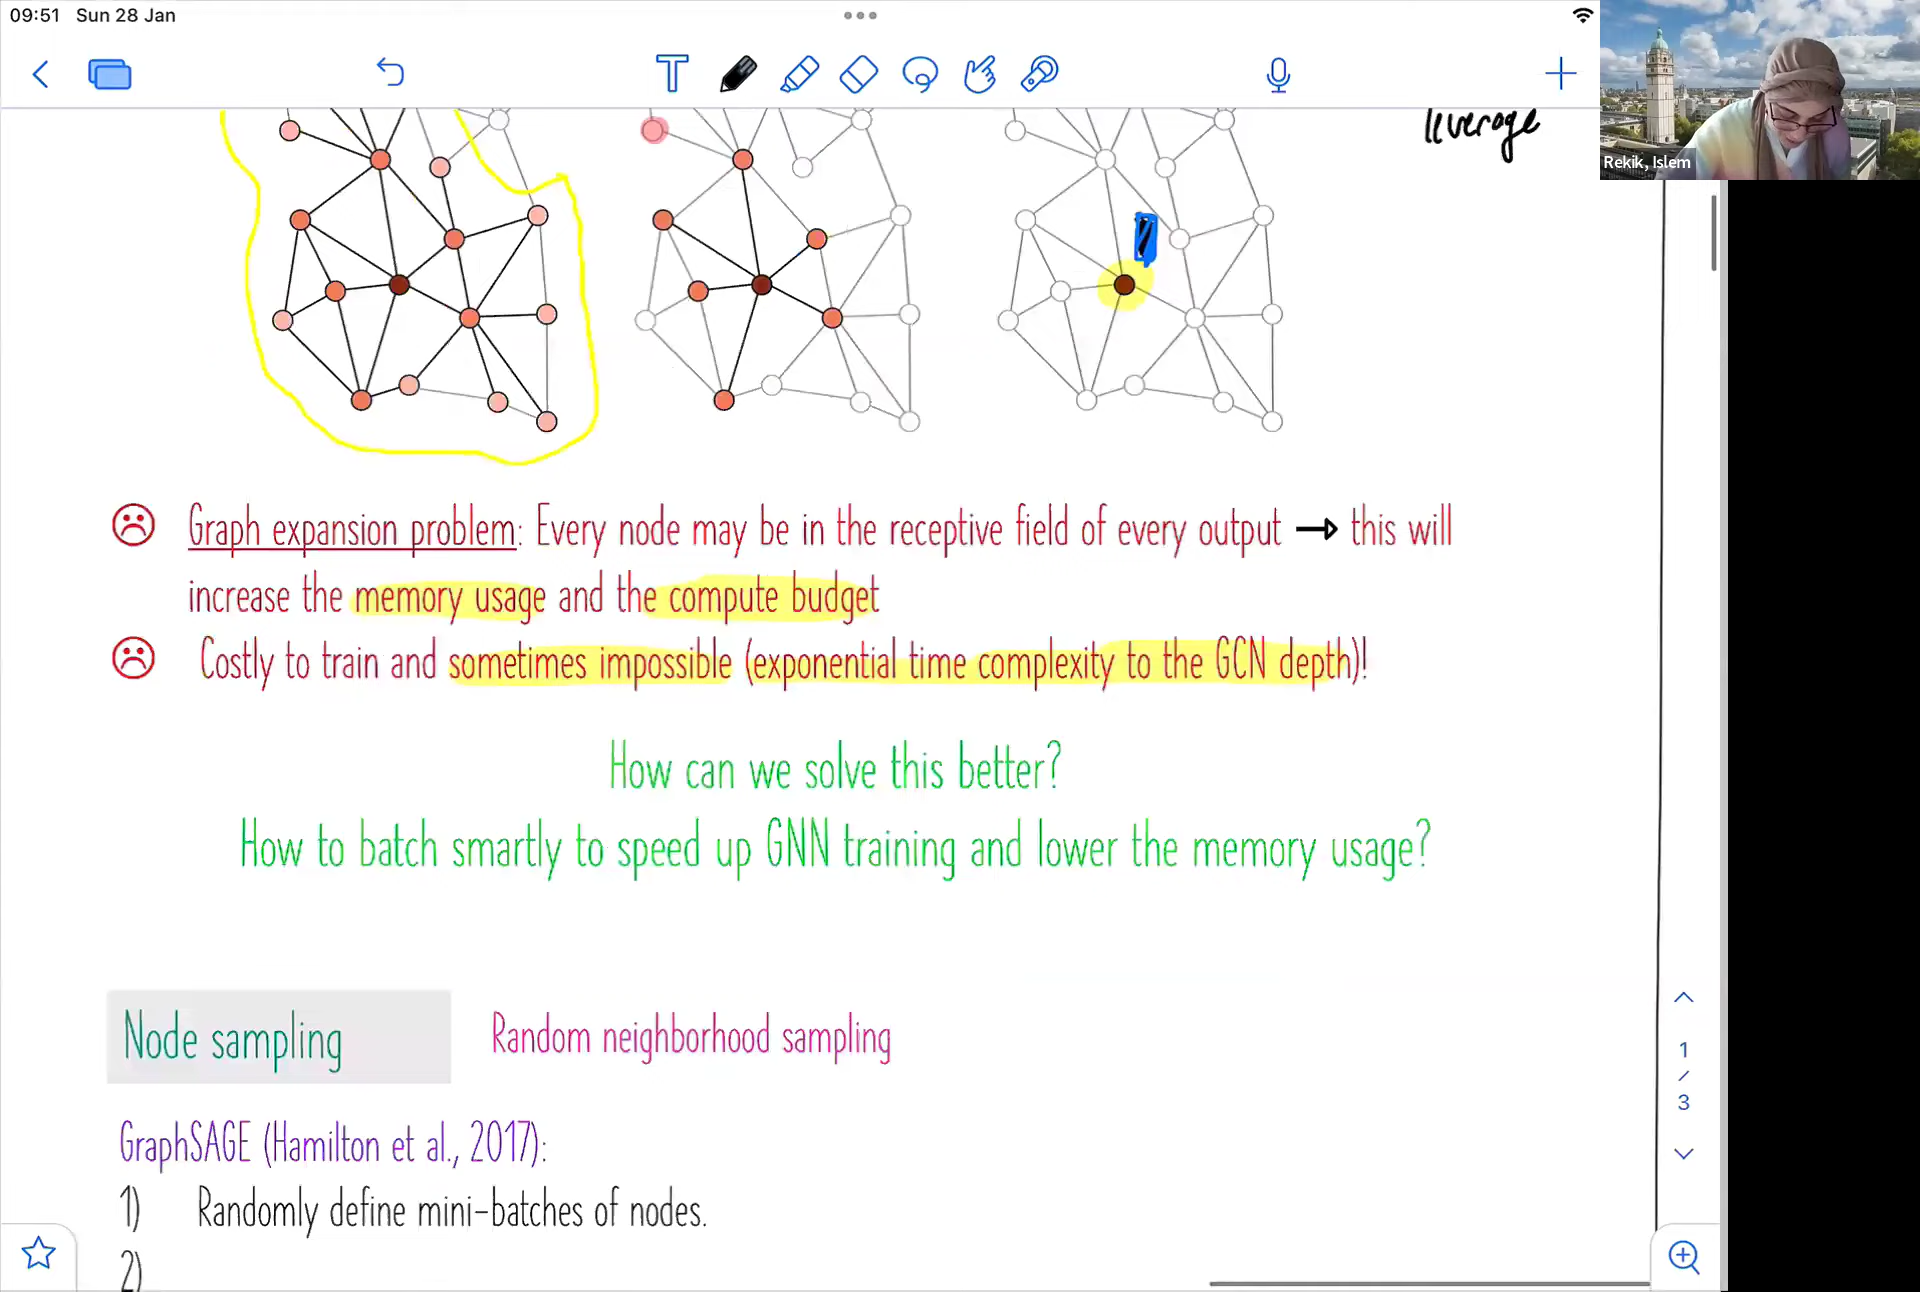 09:51 Sun 28 Jan
T
leverage
Rekik, Islem
Graph expansion problem: Every node may be in the receptive field of every output → this will
increase the memory usage and the compute budget
Costly to train and sometimes impossible (exponential time complexity to the GCN depth)!
How can we solve this better?
How to batch smartly to speed up GNN training and lower the memory usage?
Node sampling
Random neighborhood sampling
1
/
3
GraphSAGE (Hamilton et al., 2017):
1) Randomly define mini-batches of nodes.
2)